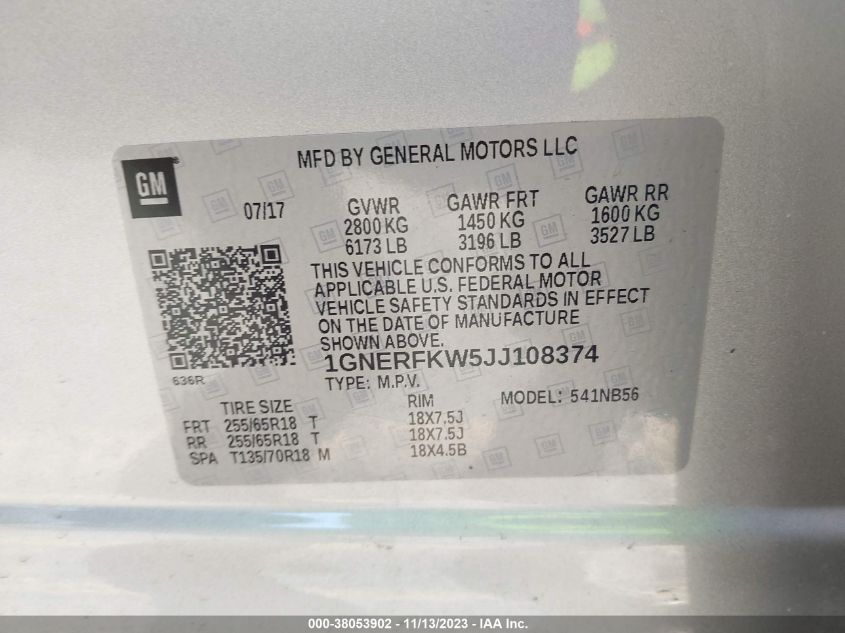 MFD BY GENERAL MOTORS LLC
GM
07/17
GVWR GAWR FRT GAWR RR
2800 KG 1450 KG 1600 KG
6173 LB 3196 LB 3527 LB
THIS VEHICLE CONFORMS TO ALL
APPLICABLE U.S. FEDERAL MOTOR
VEHICLE SAFETY STANDARDS IN EFFECT
ON THE DATE OF MANUFACTURE
SHOWN ABOVE.
1GNERFKW5JJ108374
636R
TYPE: M.P.V. MODEL: 541NB56
TIRE SIZE RIM
FRT 255/65R18 T 18X7.5J
RR 255/65R18 T 18X7.5J
SPA T135/70R18 M 18X4.5B
000-38053902 - 11/13/2023 - IAA Inc.